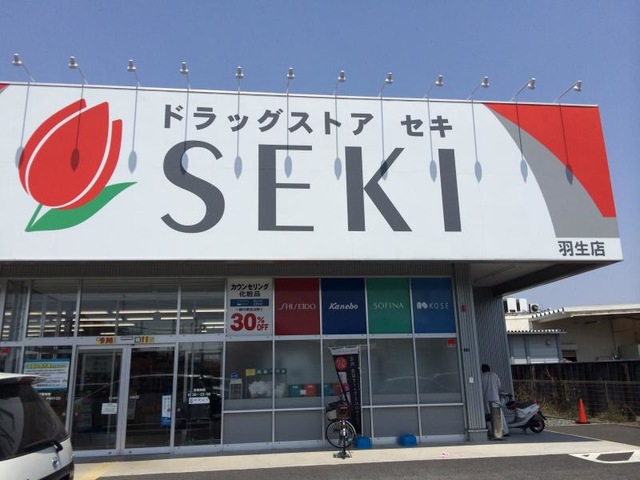 ドラッグストア セキ
SEKI
羽生店
カウンセリング
化粧品
30%OFF
SHISEIDO
Kanebo
SOFINA
KOSÉ